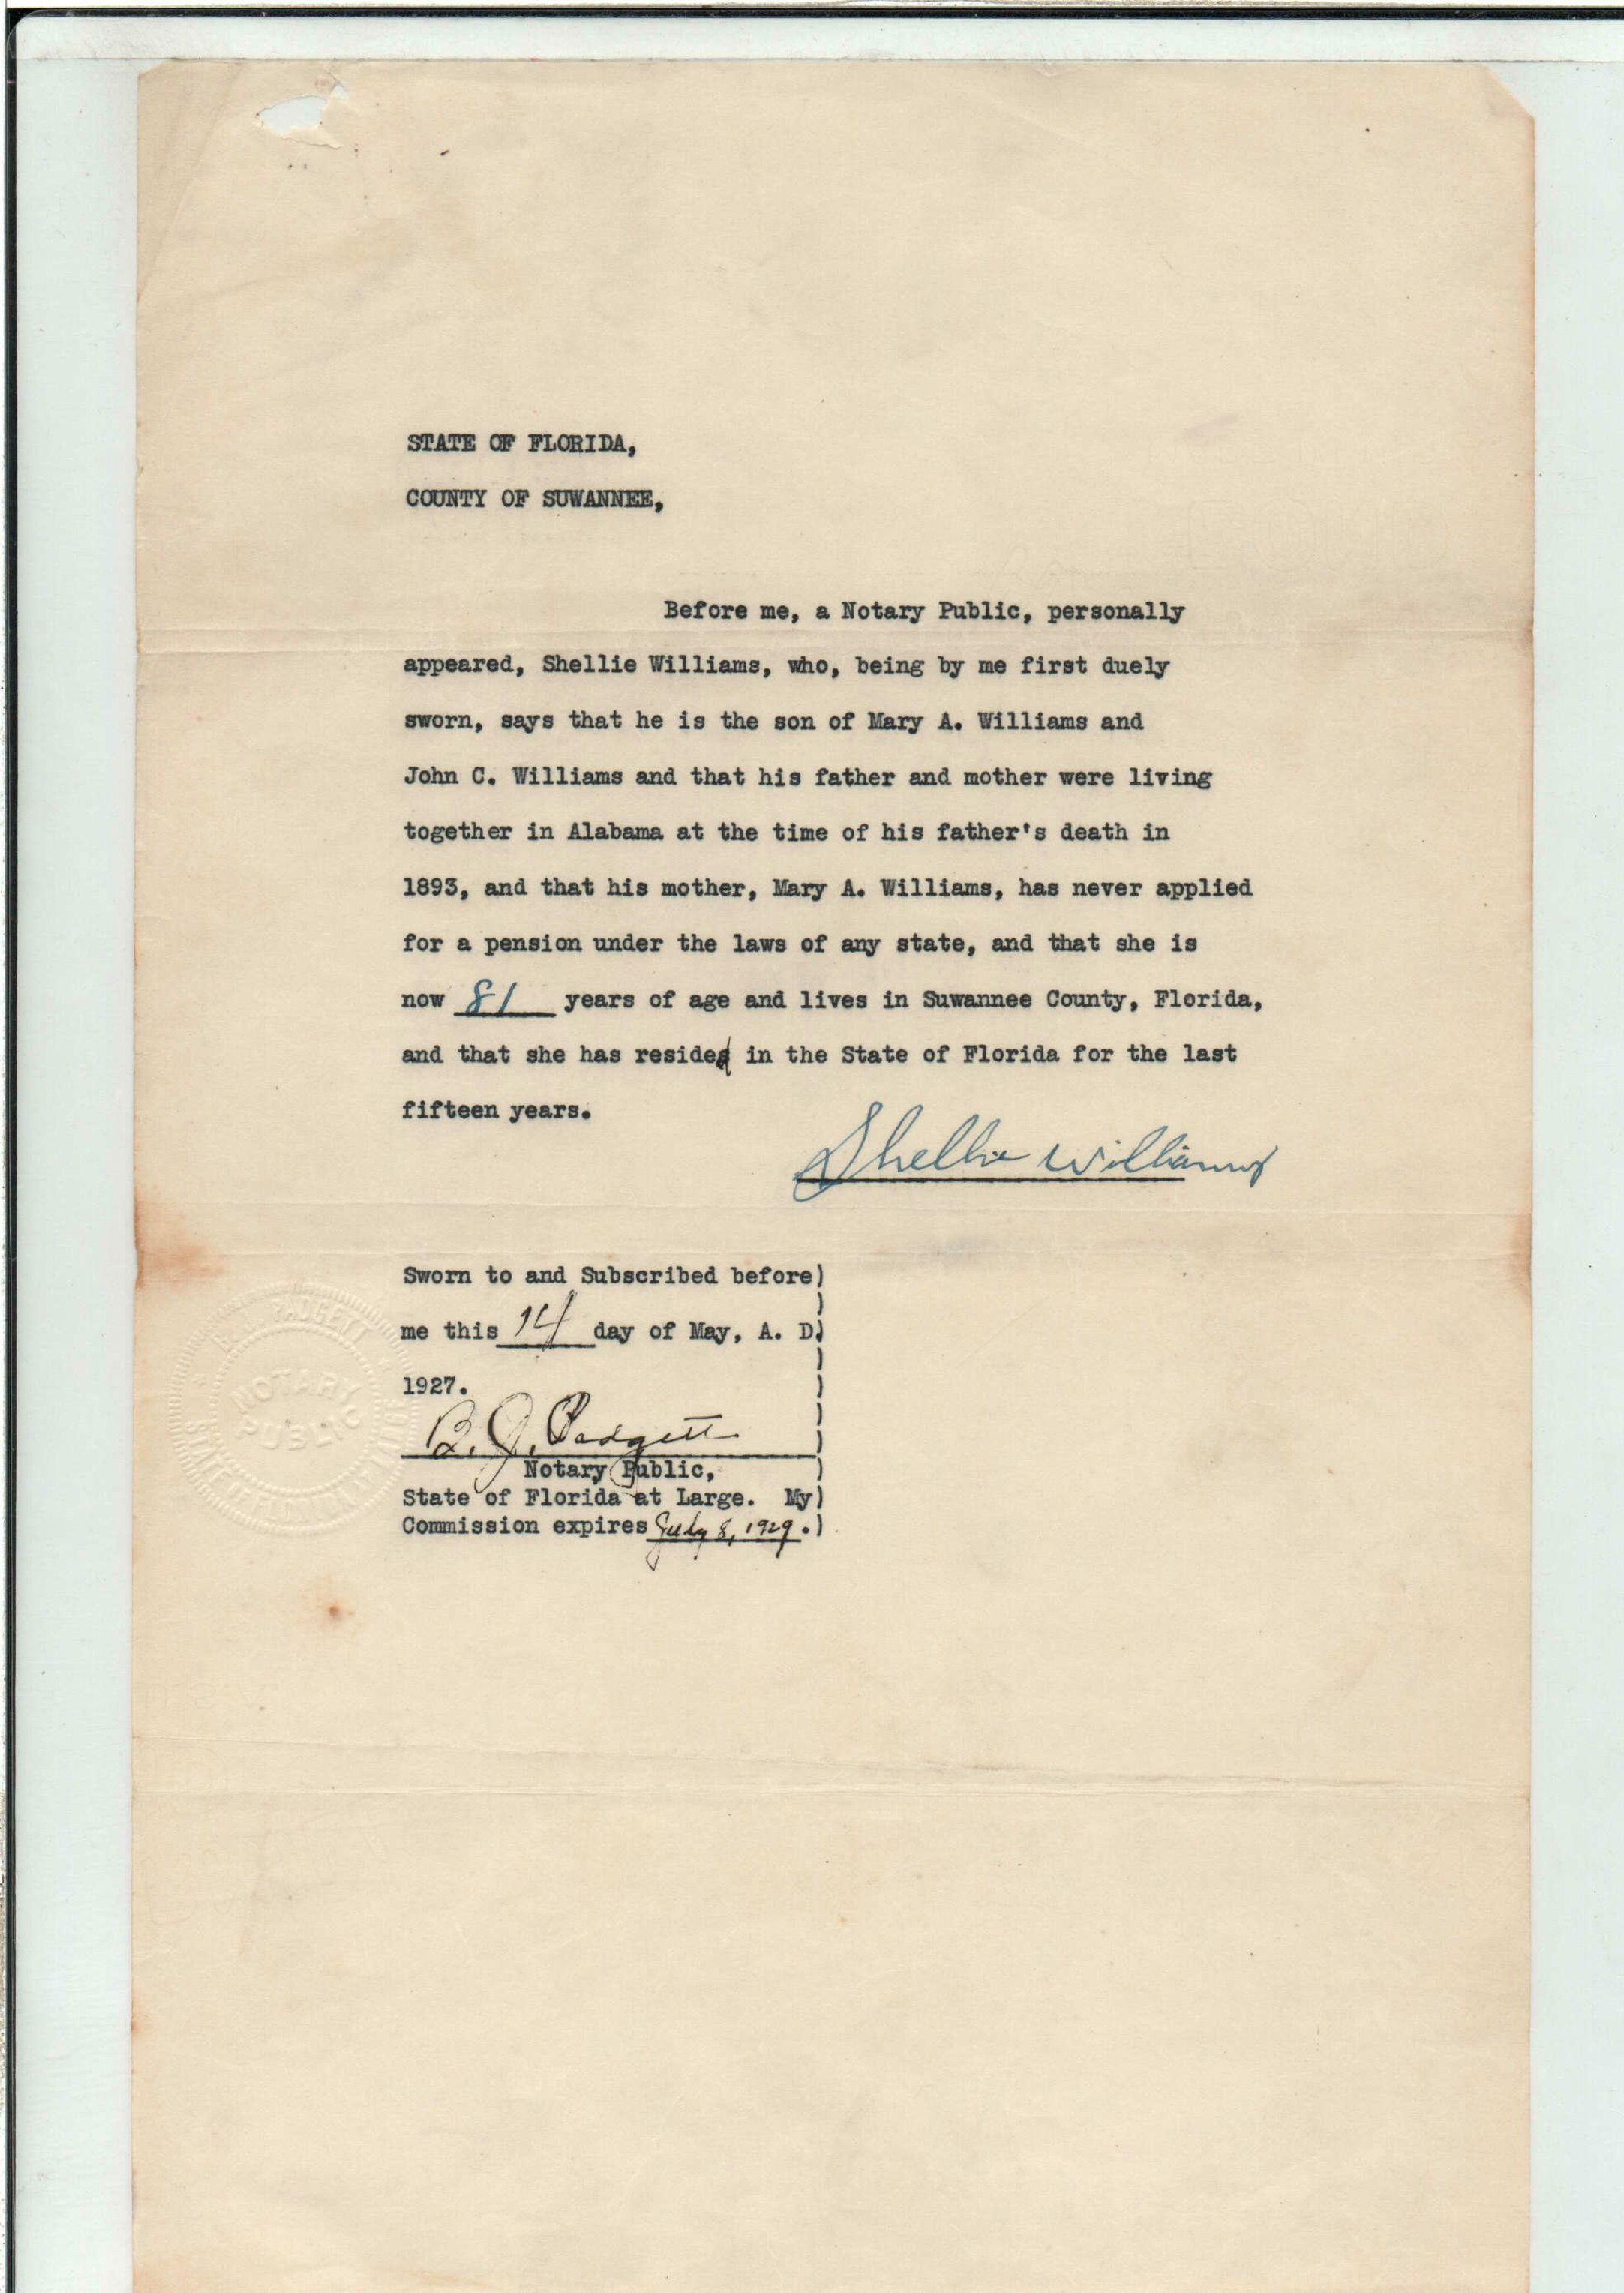 STATE OF FLORIDA,
COUNTY OF SUWANNEE,
Before me, a Notary Public, personally
appeared, Shellie Williams, who, being by me first duely
sworn, says that he is the son of Mary A. Williams and
John C. Williams and that his father and mother were living
together in Alabama at the time of his father's death in
1893, and that his mother, Mary A. Williams, has never applied
for a pension under the laws of any state, and that she is
now 81 years of age and lives in Suwannee County, Florida,
and that she has resided in the State of Florida for the last
fifteen years.
Shellie Williams
Sworn to and Subscribed before)
me this 14 day of May, A. D.)
1927.
B. J. Padgett
Notary Public,
State of Florida at Large. My)
Commission expires July 8, 1929.)
PADGETT
NOTARY
PUBLIC
STATE OF FLORIDA